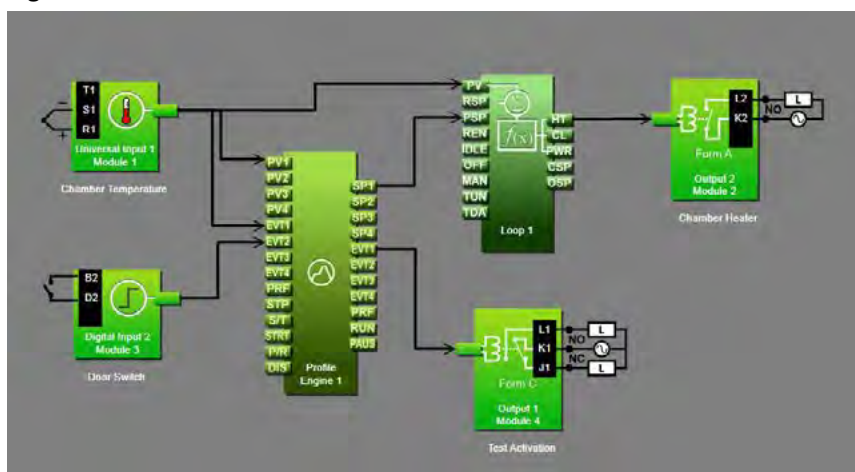 T1
S1
R1
Universal Input 1
Module 1
Chamber Temperature
B2
D2
Digital Input 2
Module 3
Door Switch
PV1
PV2
PV3
PV4
EVT1
EVT2
EVT3
EVT4
PRF
STP
S/T
STRT
P/R
DIS
SP1
SP2
SP3
SP4
EVT1
EVT2
EVT3
EVT4
PRF
RUN
PAUS
Profile
Engine 1
PV
RSP
PSP
REN
IDLE
OFF
MAN
TUN
TDA
f(x)
HT
CL
PWR
CSP
DSP
Loop 1
L2
K2
NO
L
Form A
Output 2
Module 2
Chamber Heater
L1
K1
J1
NO
NC
L
L
Form C
Output 1
Module 4
Test Activation